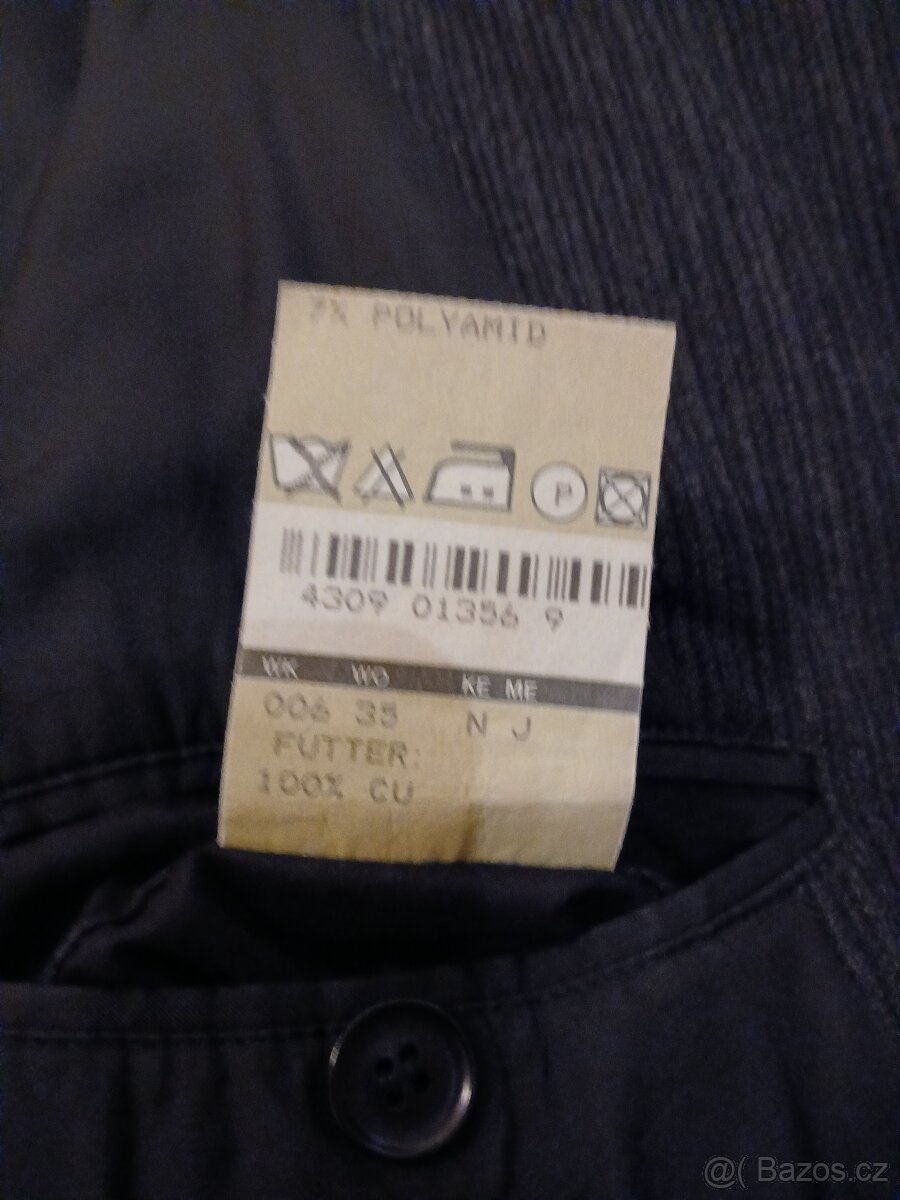 7% POLYAMID
P
4309 01356 9
WK WO KE ME
006 35 N J
FUTTER:
100% CU
@( Bazos.cz